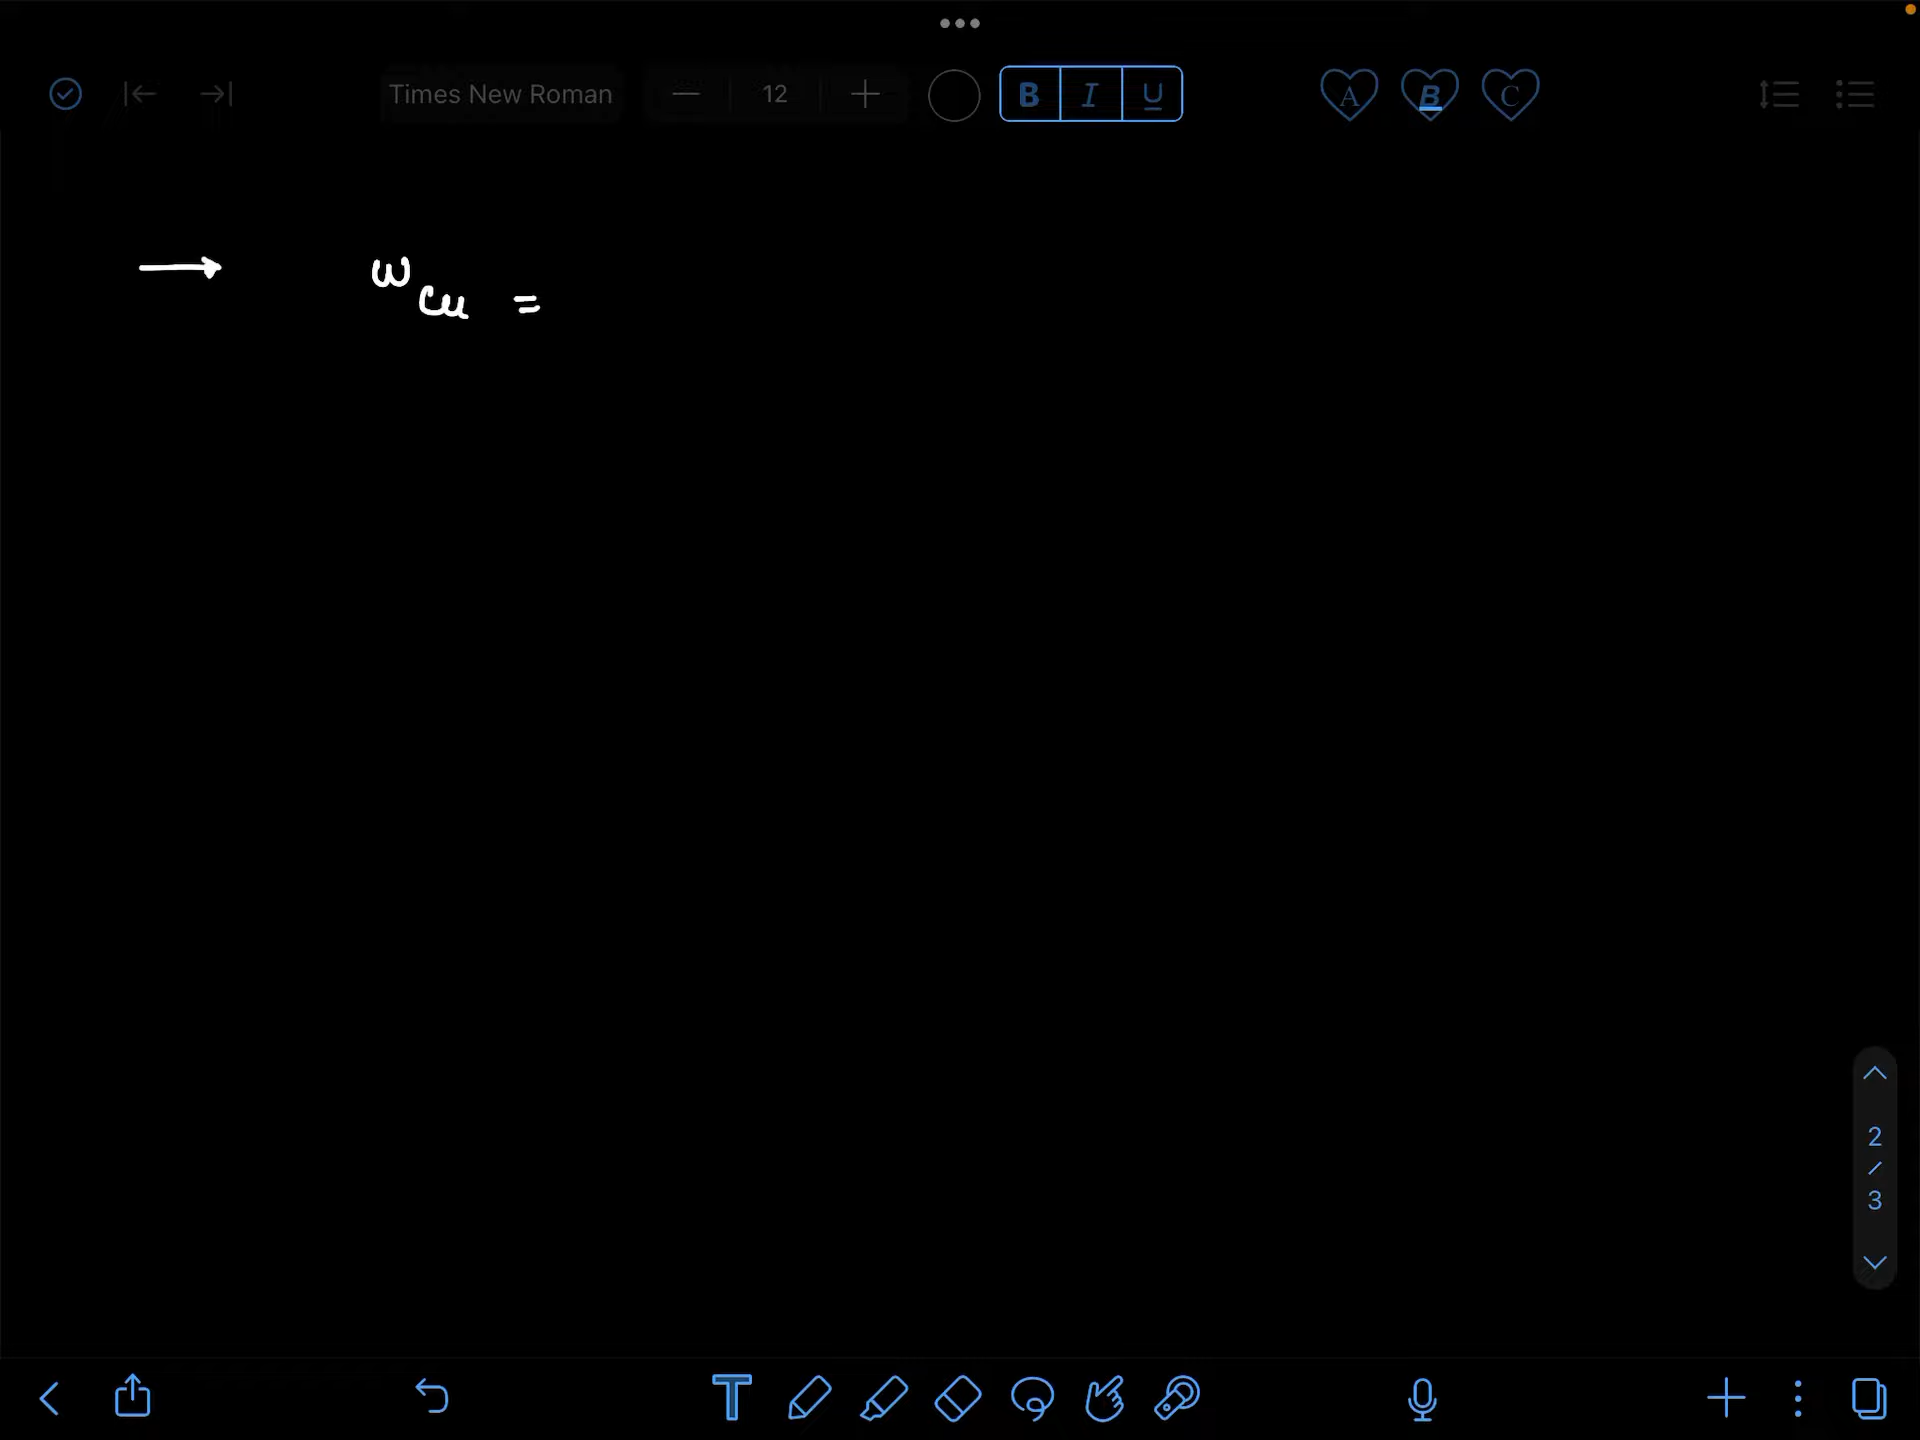 Times New Roman
12
B I U
A B C
→ ω_Cu =
2
/
3
T